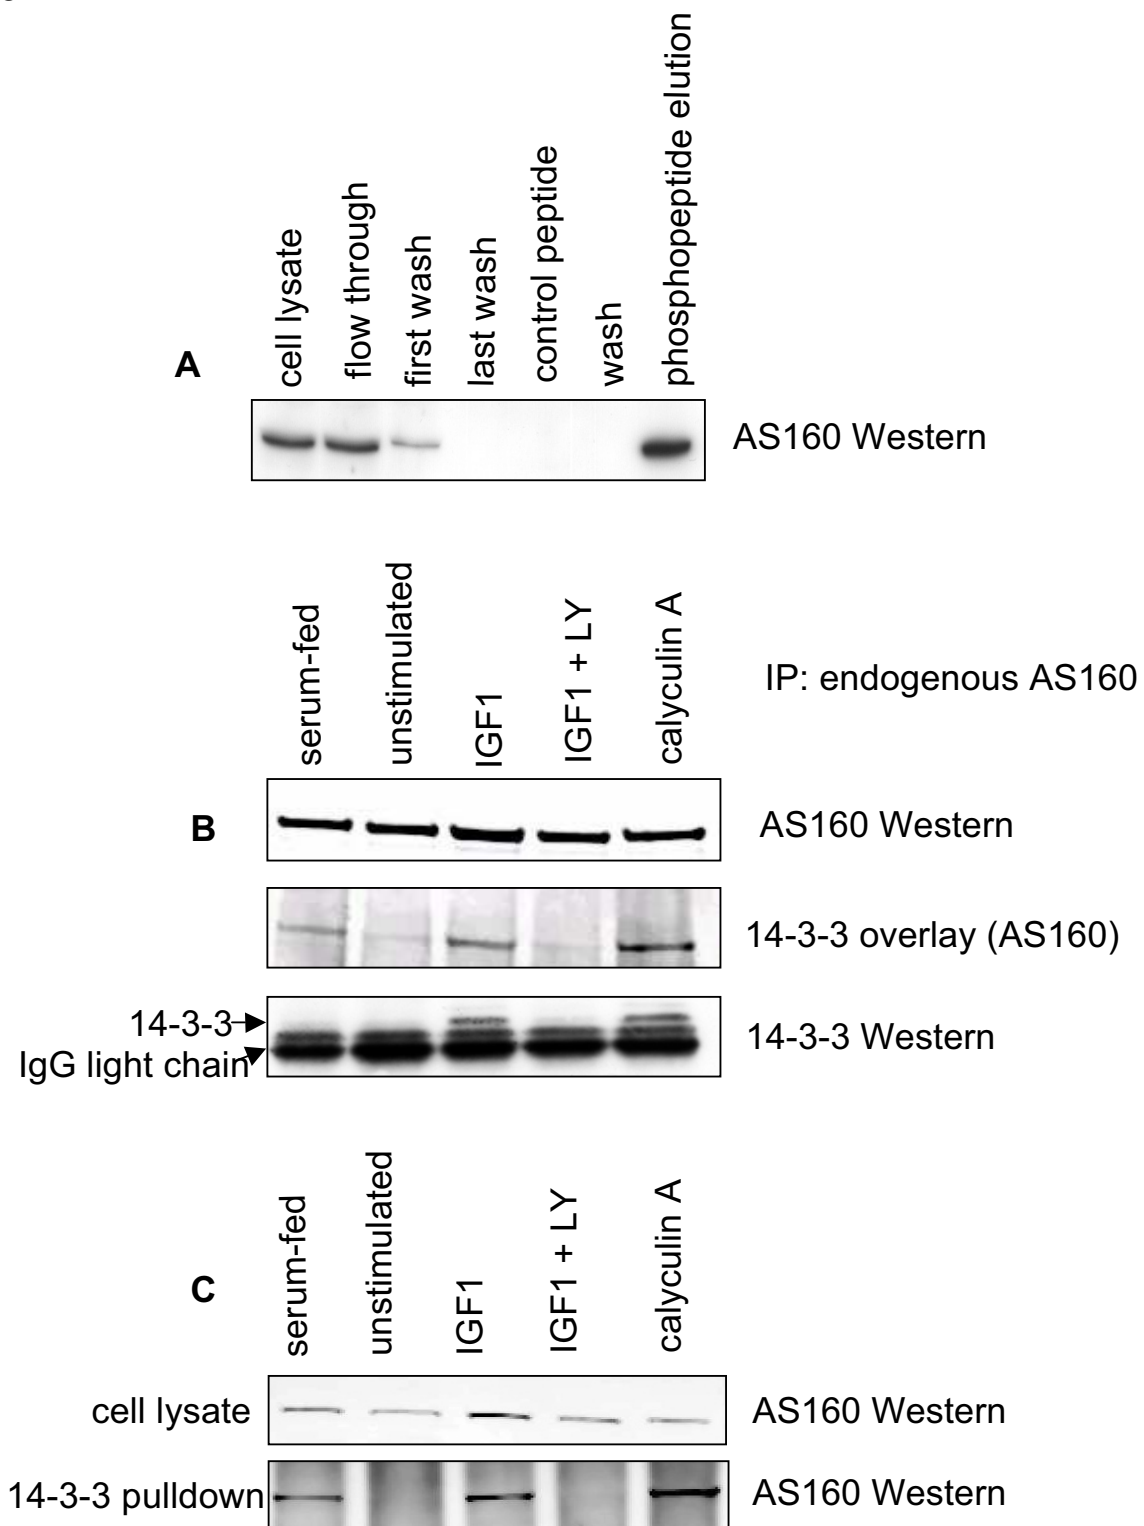 A
cell lysate
flow through
first wash
last wash
control peptide
wash
phosphopeptide elution
AS160 Western
serum-fed
unstimulated
IGF1
IGF1 + LY
calyculin A
IP: endogenous AS160
B
AS160 Western
14-3-3 overlay (AS160)
14-3-3
IgG light chain
14-3-3 Western
serum-fed
unstimulated
IGF1
IGF1 + LY
calyculin A
C
cell lysate
AS160 Western
14-3-3 pulldown
AS160 Western